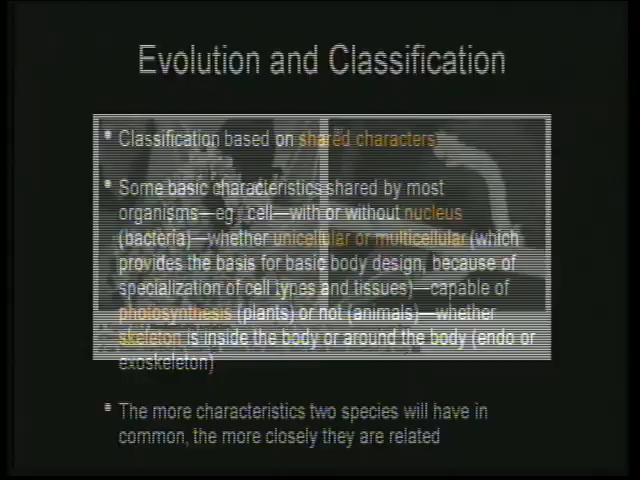 Evolution and Classification
• Classification based on shared characters
• Some basic characteristics shared by most
organisms—eg, cell—with or without nucleus
(bacteria)—whether unicellular or multicellular (which
provides the basis for basic body design, because of
specialization of cell types and tissues)—capable of
photosynthesis (plants) or not (animals)—whether
skeleton is inside the body or around the body (endo or
exoskeleton)
• The more characteristics two species will have in
common, the more closely they are related